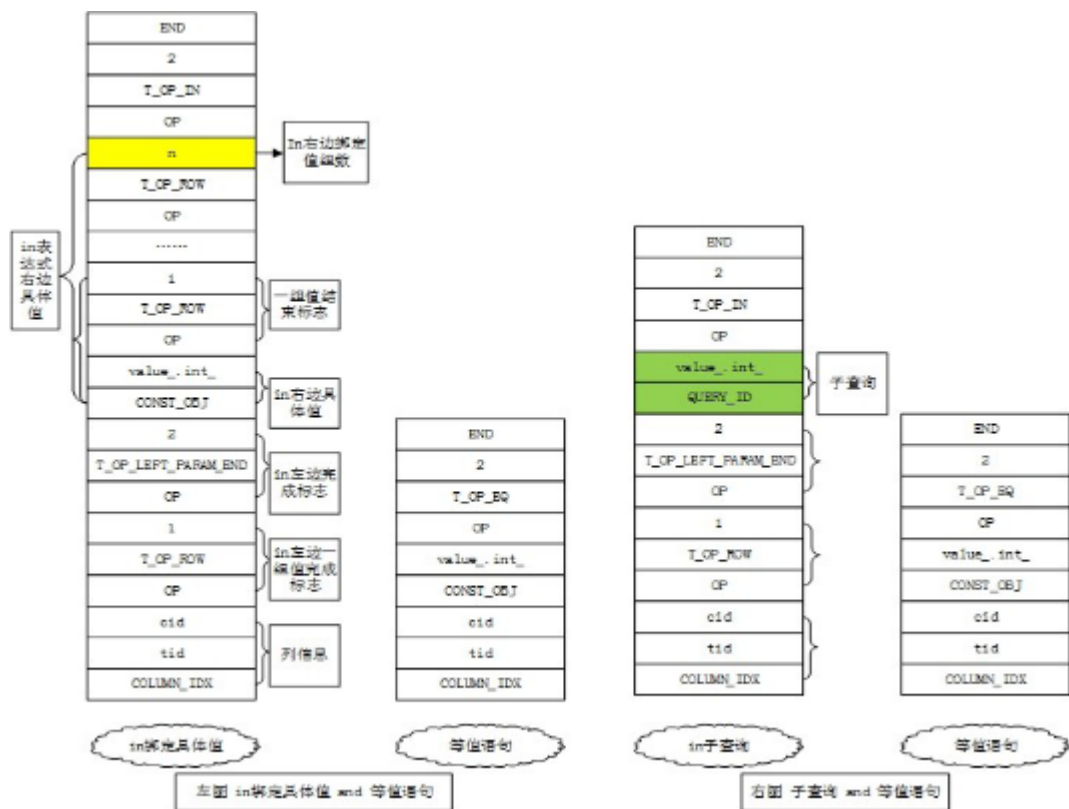 END
2
T_OP_IN
OP
n
T_OP_ROW
OP
......
1
T_OP_ROW
OP
value_.int_
CONST_OBJ
2
T_OP_LEFT_PARAM_END
OP
1
T_OP_ROW
OP
cid
tid
COLUMN_IDX
in表
达式
右边
具体
值
In右边绑定
值组数
一组值结
束标志
in右边具
体值
in左边完
成标志
in左边一
组值完成
标志
列信息
in绑定具体值
END
2
T_OP_EQ
OP
value_.int_
CONST_OBJ
cid
tid
COLUMN_IDX
等值语句
左图 in绑定具体值 and 等值语句
END
2
T_OP_IN
OP
value_.int_
QUERY_ID
2
T_OP_LEFT_PARAM_END
OP
1
T_OP_ROW
OP
cid
tid
COLUMN_IDX
子查询
in子查询
END
2
T_OP_EQ
OP
value_.int_
CONST_OBJ
cid
tid
COLUMN_IDX
等值语句
右图 子查询 and 等值语句